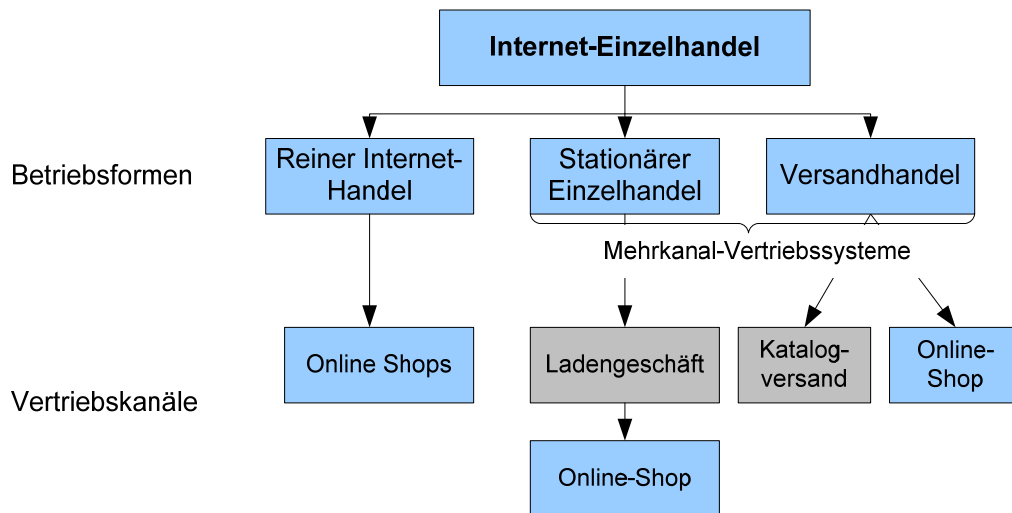 Internet-Einzelhandel
Betriebsformen
Reiner Internet-
Handel
Stationärer
Einzelhandel
Versandhandel
Mehrkanal-Vertriebssysteme
Vertriebskanäle
Online Shops
Ladengeschäft
Katalog-
versand
Online-
Shop
Online-Shop